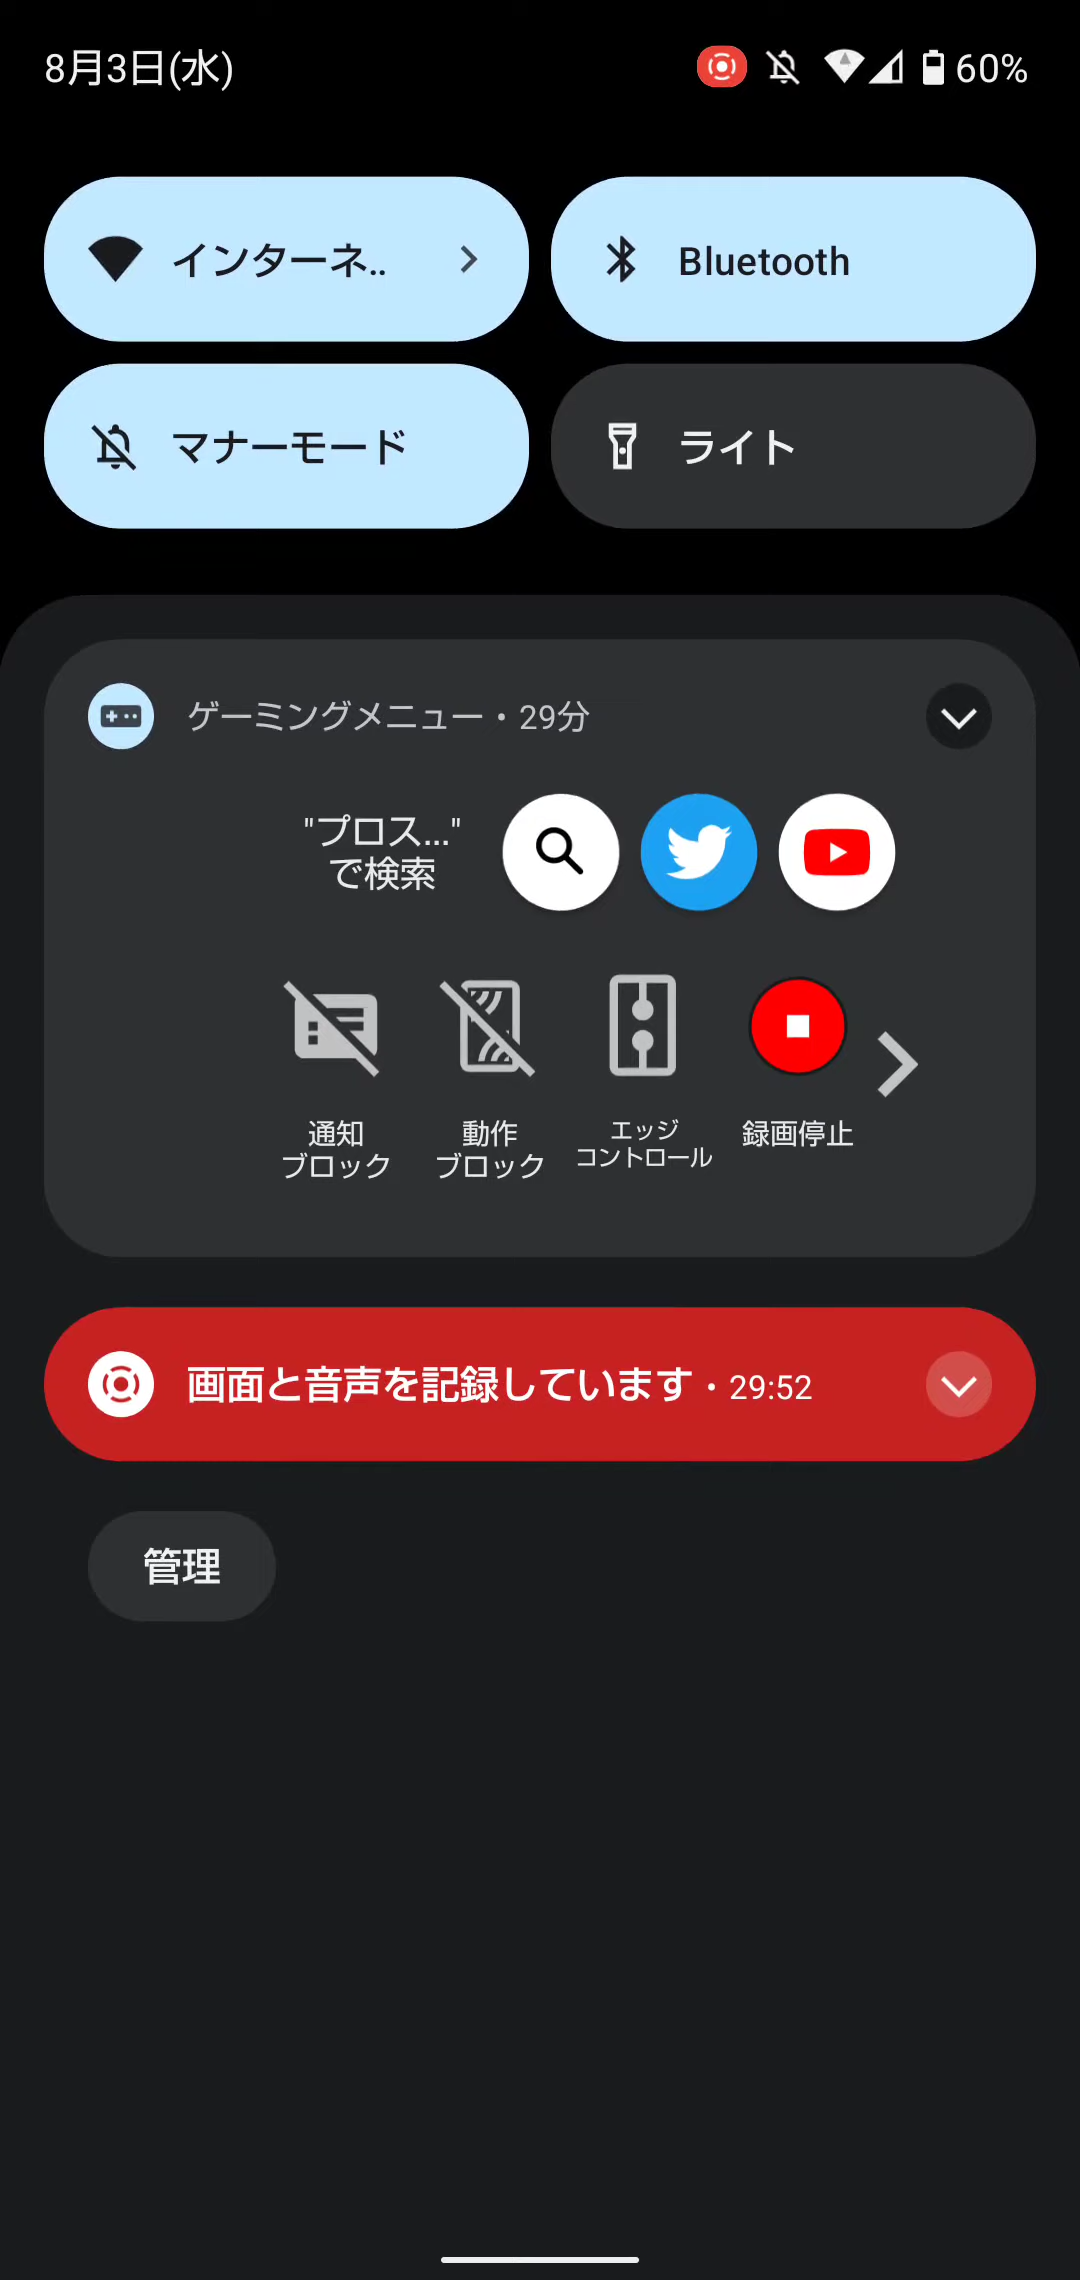 8月3日(水)
60%
インターネ..
Bluetooth
マナーモード
ライト
ゲーミングメニュー・29分
"プロス..."
で検索
通知
ブロック
動作
ブロック
エッジ
コントロール
録画停止
画面と音声を記録しています・29:52
管理